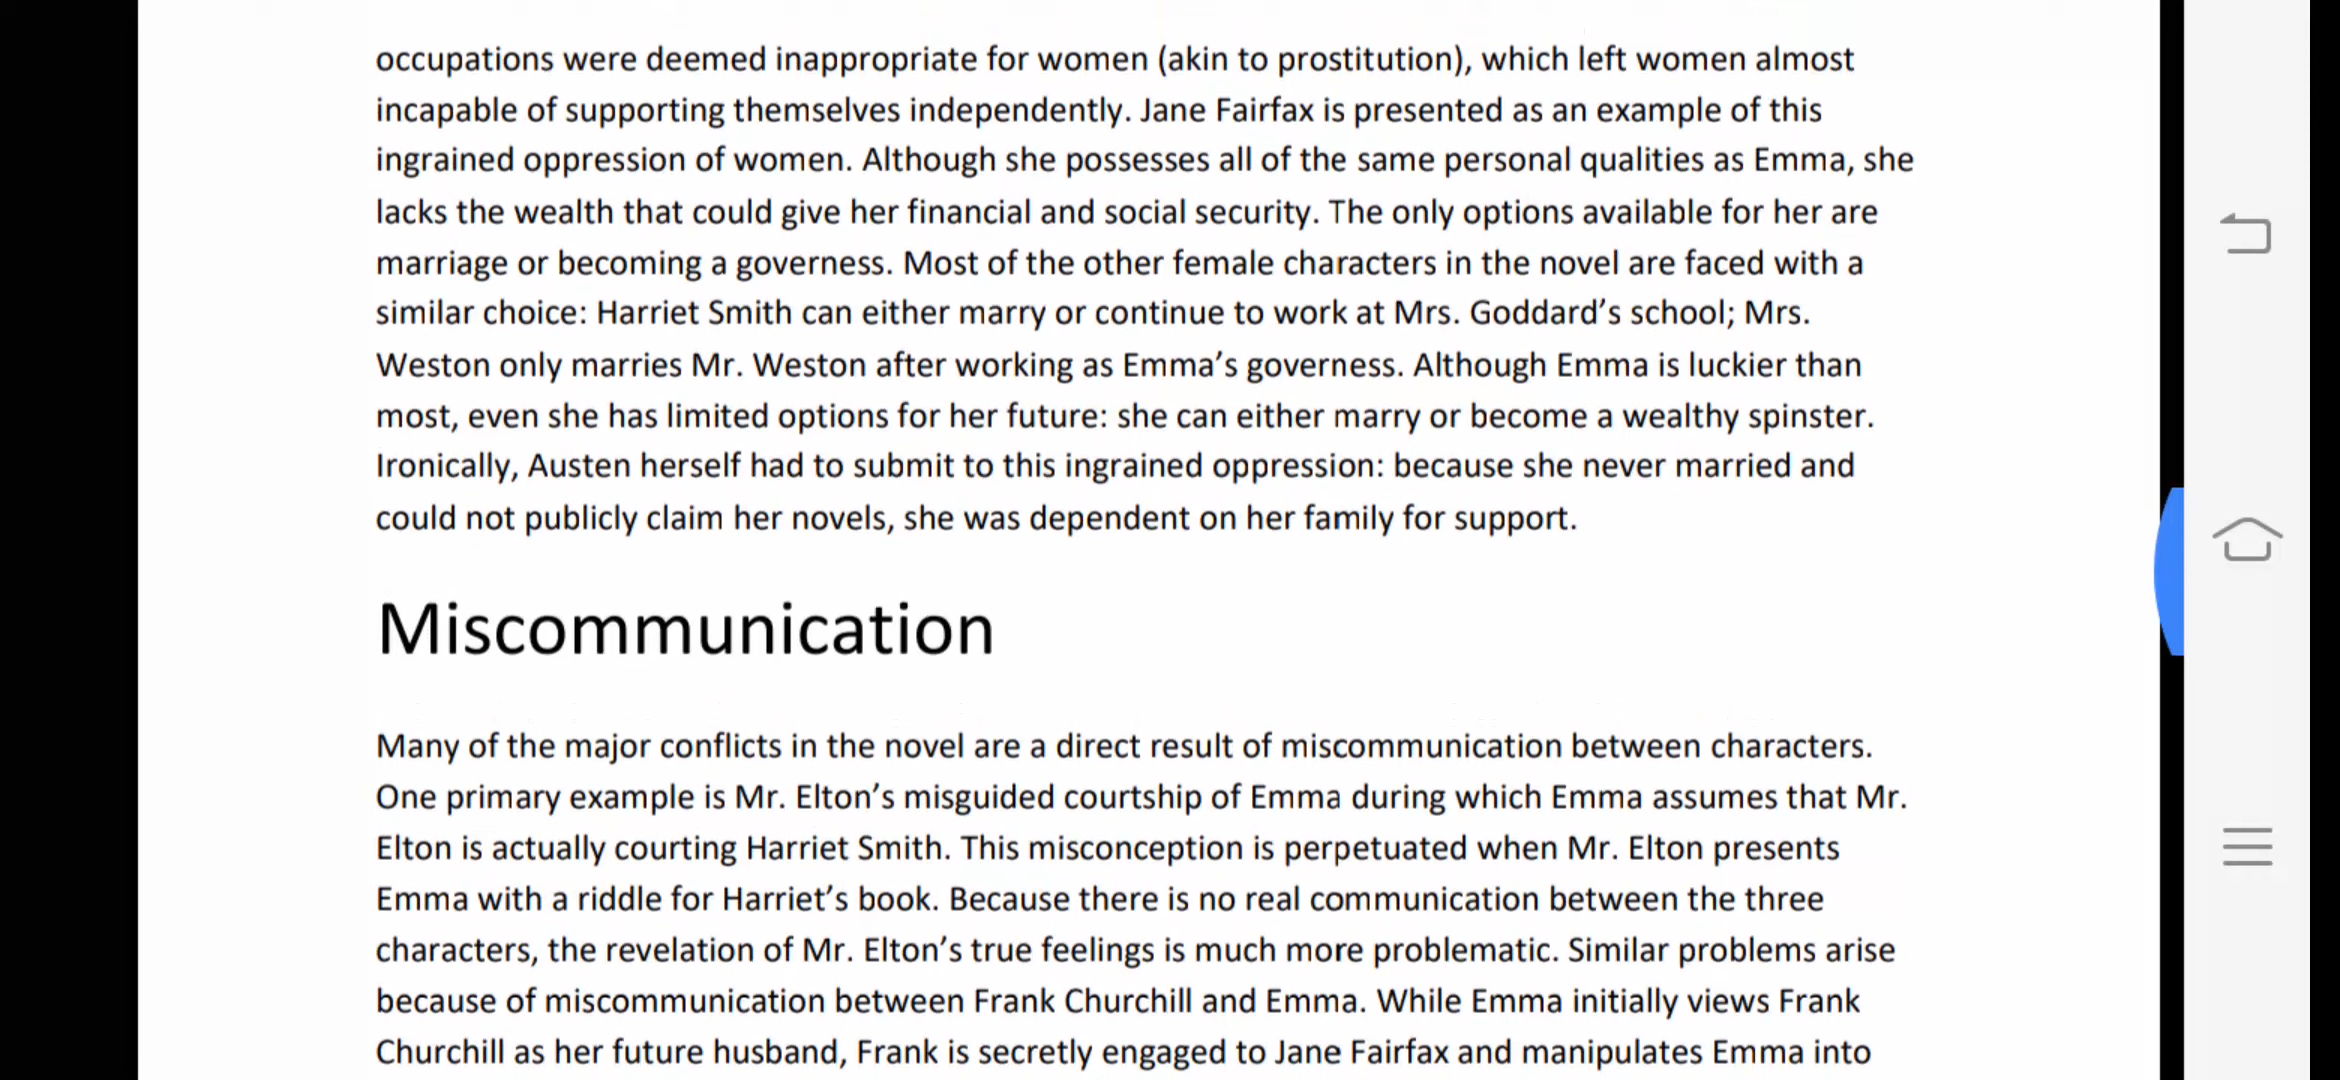 occupations were deemed inappropriate for women (akin to prostitution), which left women almost
incapable of supporting themselves independently. Jane Fairfax is presented as an example of this
ingrained oppression of women. Although she possesses all of the same personal qualities as Emma, she
lacks the wealth that could give her financial and social security. The only options available for her are
marriage or becoming a governess. Most of the other female characters in the novel are faced with a
similar choice: Harriet Smith can either marry or continue to work at Mrs. Goddard’s school; Mrs.
Weston only marries Mr. Weston after working as Emma’s governess. Although Emma is luckier than
most, even she has limited options for her future: she can either marry or become a wealthy spinster.
Ironically, Austen herself had to submit to this ingrained oppression: because she never married and
could not publicly claim her novels, she was dependent on her family for support.
Miscommunication
Many of the major conflicts in the novel are a direct result of miscommunication between characters.
One primary example is Mr. Elton’s misguided courtship of Emma during which Emma assumes that Mr.
Elton is actually courting Harriet Smith. This misconception is perpetuated when Mr. Elton presents
Emma with a riddle for Harriet’s book. Because there is no real communication between the three
characters, the revelation of Mr. Elton’s true feelings is much more problematic. Similar problems arise
because of miscommunication between Frank Churchill and Emma. While Emma initially views Frank
Churchill as her future husband, Frank is secretly engaged to Jane Fairfax and manipulates Emma into